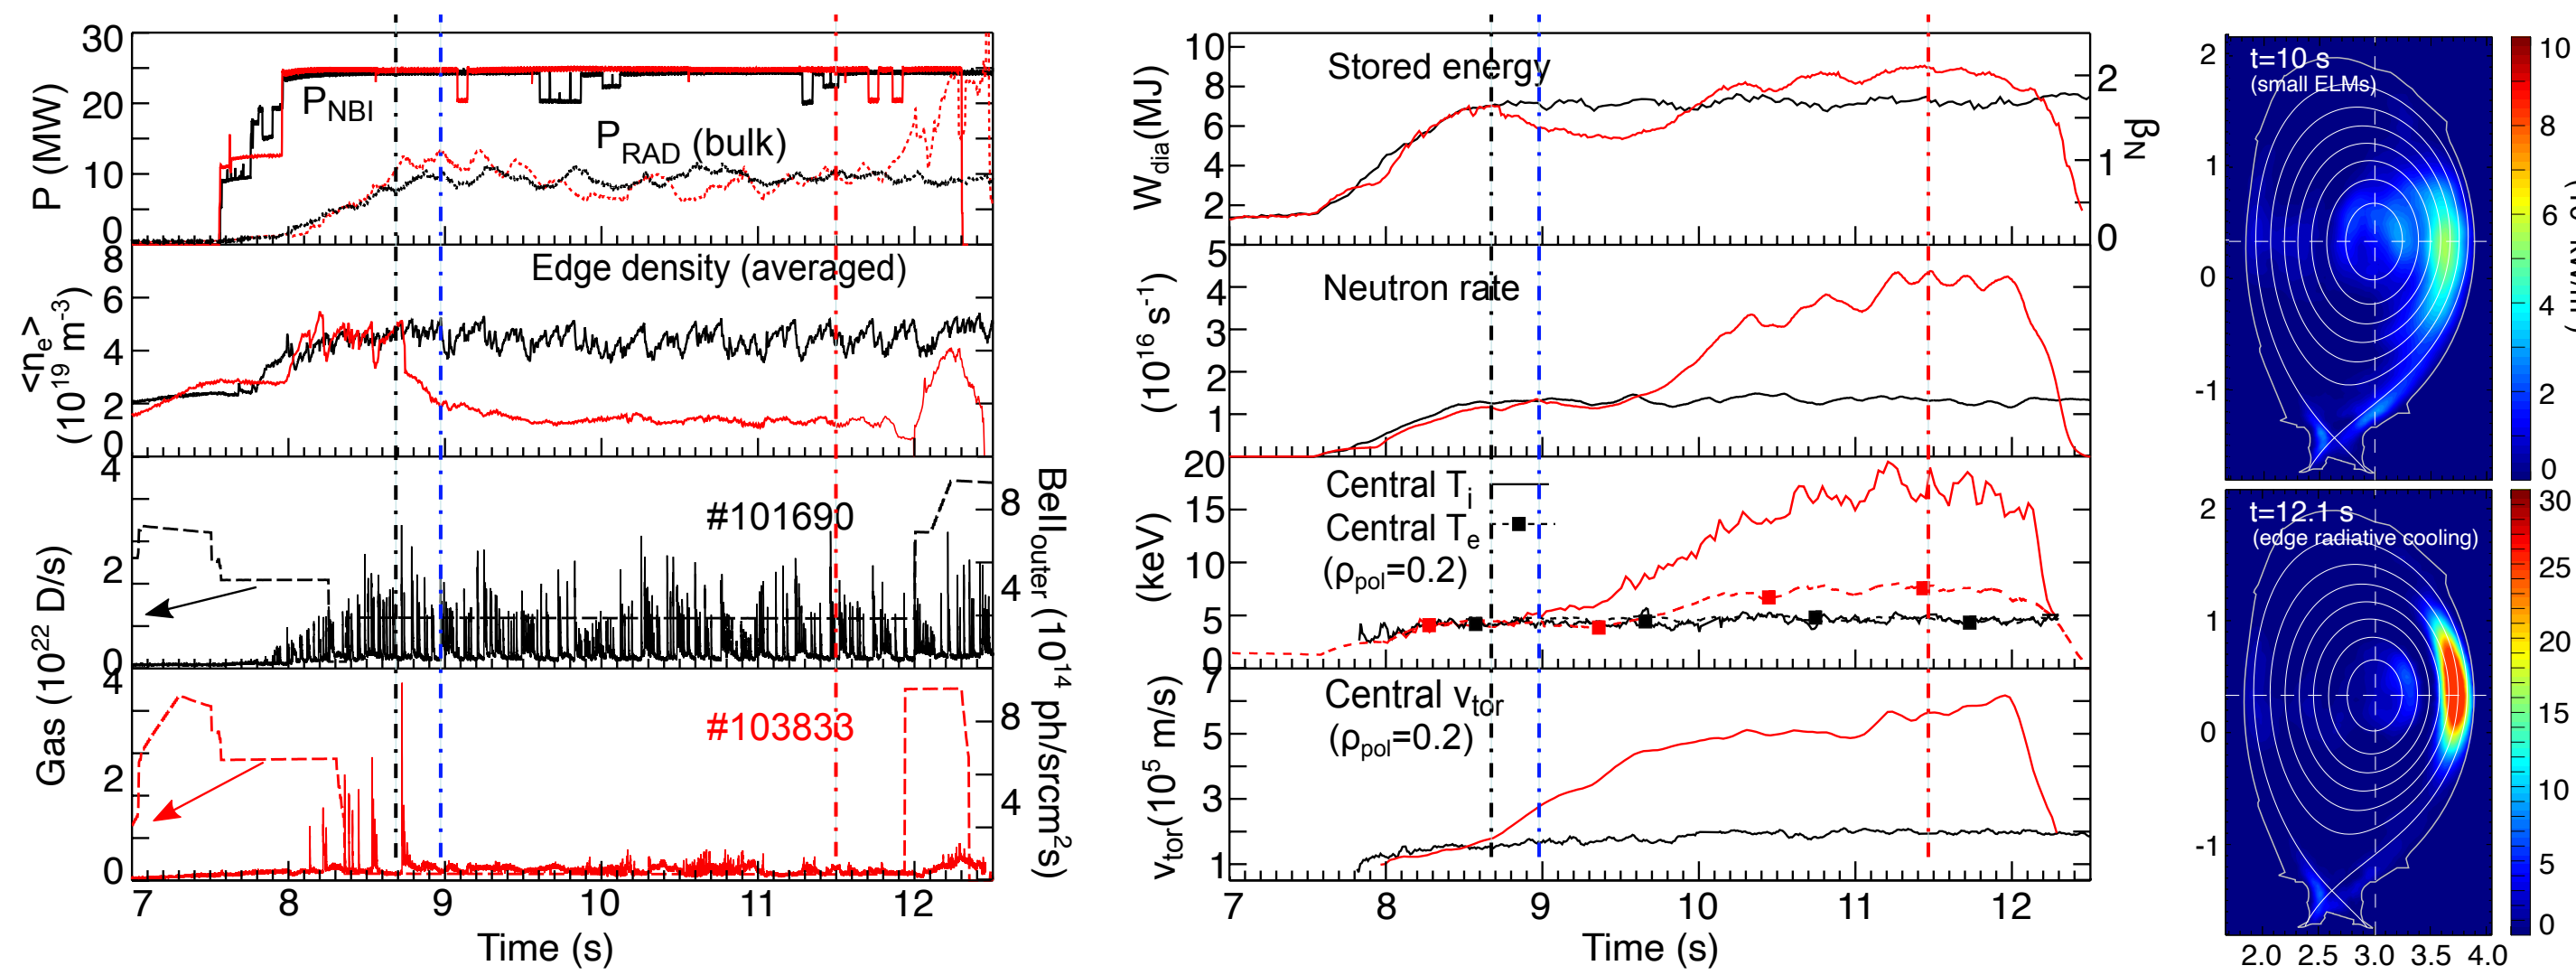 30
20
10
0
P (MW)
P_NBI
P_RAD (bulk)
8
6
4
2
0
<n_e>
(10^19 m^-3)
Edge density (averaged)
4
2
0
#101690
8
4
4
2
0
#103833
8
4
Gas (10^22 D/s)
BeII_outer (10^14 ph/srcm^2s)
7 8 9 10 11 12
Time (s)
10
8
6
4
2
W_dia(MJ)
Stored energy
2
1
0
β_N
5
4
3
2
1
(10^16 s^-1)
Neutron rate
20
15
10
5
0
(keV)
Central T_i
Central T_e
(ρ_pol=0.2)
7
5
3
1
v_tor(10^5 m/s)
Central v_tor
(ρ_pol=0.2)
7 8 9 10 11 12
Time (s)
t=10 s
(small ELMs)
2
1
0
-1
10
8
6
4
2
0
t=12.1 s
(edge radiative cooling)
2
1
0
-1
30
25
20
15
10
5
0
2.0 2.5 3.0 3.5 4.0